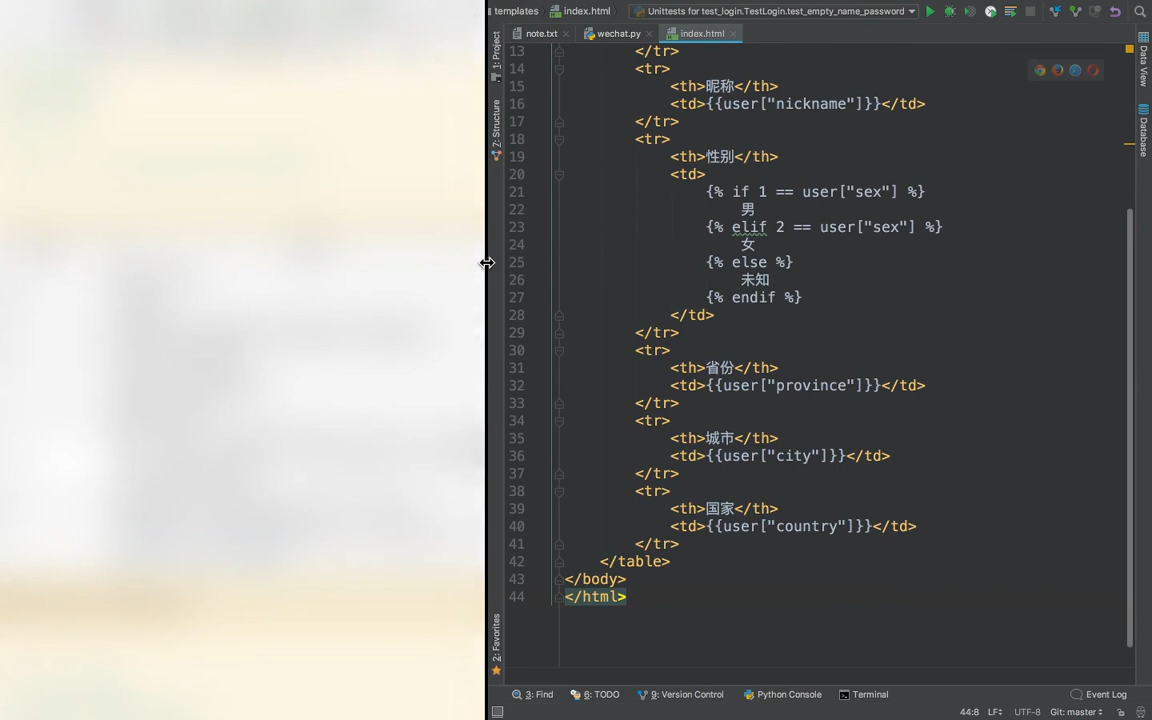 templates index.html Unittests for test_login.TestLogin.test_empty_name_password
note.txt wechat.py index.html
1: Project
Z: Structure
2: Favorites
13 </tr>
14 <tr>
15 <th>昵称</th>
16 <td>{{user["nickname"]}}</td>
17 </tr>
18 <tr>
19 <th>性别</th>
20 <td>
21 {% if 1 == user["sex"] %}
22 男
23 {% elif 2 == user["sex"] %}
24 女
25 {% else %}
26 未知
27 {% endif %}
28 </td>
29 </tr>
30 <tr>
31 <th>省份</th>
32 <td>{{user["province"]}}</td>
33 </tr>
34 <tr>
35 <th>城市</th>
36 <td>{{user["city"]}}</td>
37 </tr>
38 <tr>
39 <th>国家</th>
40 <td>{{user["country"]}}</td>
41 </tr>
42 </table>
43 </body>
44 </html>
Data View
Database
3: Find 6: TODO 9: Version Control Python Console Terminal Event Log
44:8 LF÷ UTF-8 Git: master÷